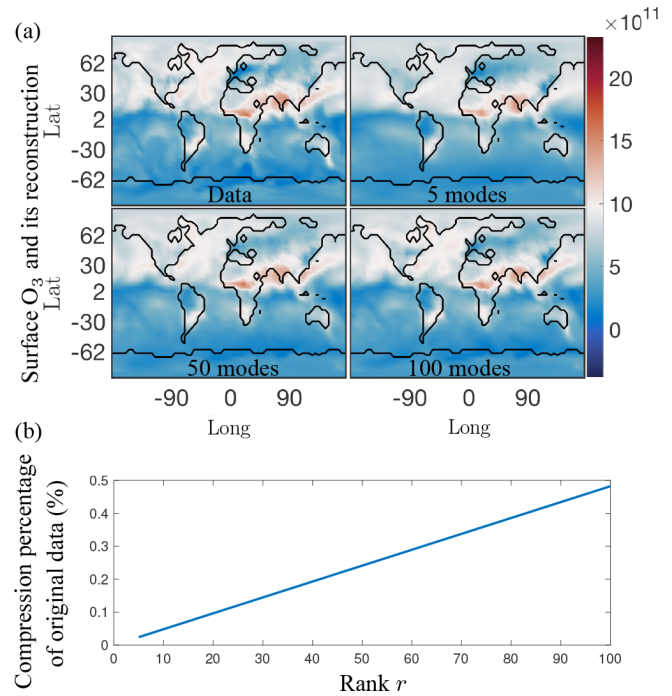 (a)
×10¹¹
Surface O₃ and its reconstruction
Lat
62
30
2
-30
-62
Data
5 modes
20
15
10
5
0
Lat
62
30
2
-30
-62
50 modes
100 modes
-90 0 90
-90 0 90
Long
Long
(b)
Compression percentage
of original data (%)
0.5
0.4
0.3
0.2
0.1
0
0 10 20 30 40 50 60 70 80 90 100
Rank r